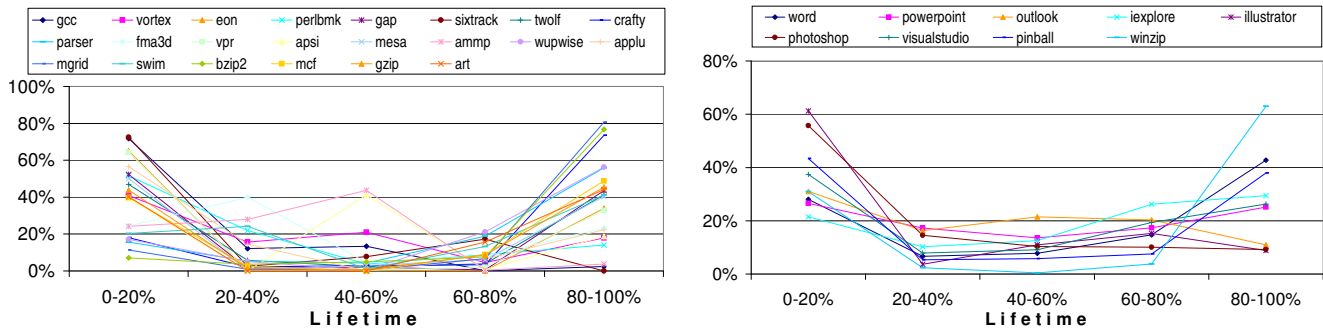 gcc vortex eon perlbmk gap sixtrack twolf crafty
parser fma3d vpr apsi mesa ammp wupwise applu
mgrid swim bzip2 mcf gzip art
100%
80%
60%
40%
20%
0%
0-20% 20-40% 40-60% 60-80% 80-100%
Lifetime
word powerpoint outlook iexplore illustrator
photoshop visualstudio pinball winzip
80%
60%
40%
20%
0%
0-20% 20-40% 40-60% 60-80% 80-100%
Lifetime